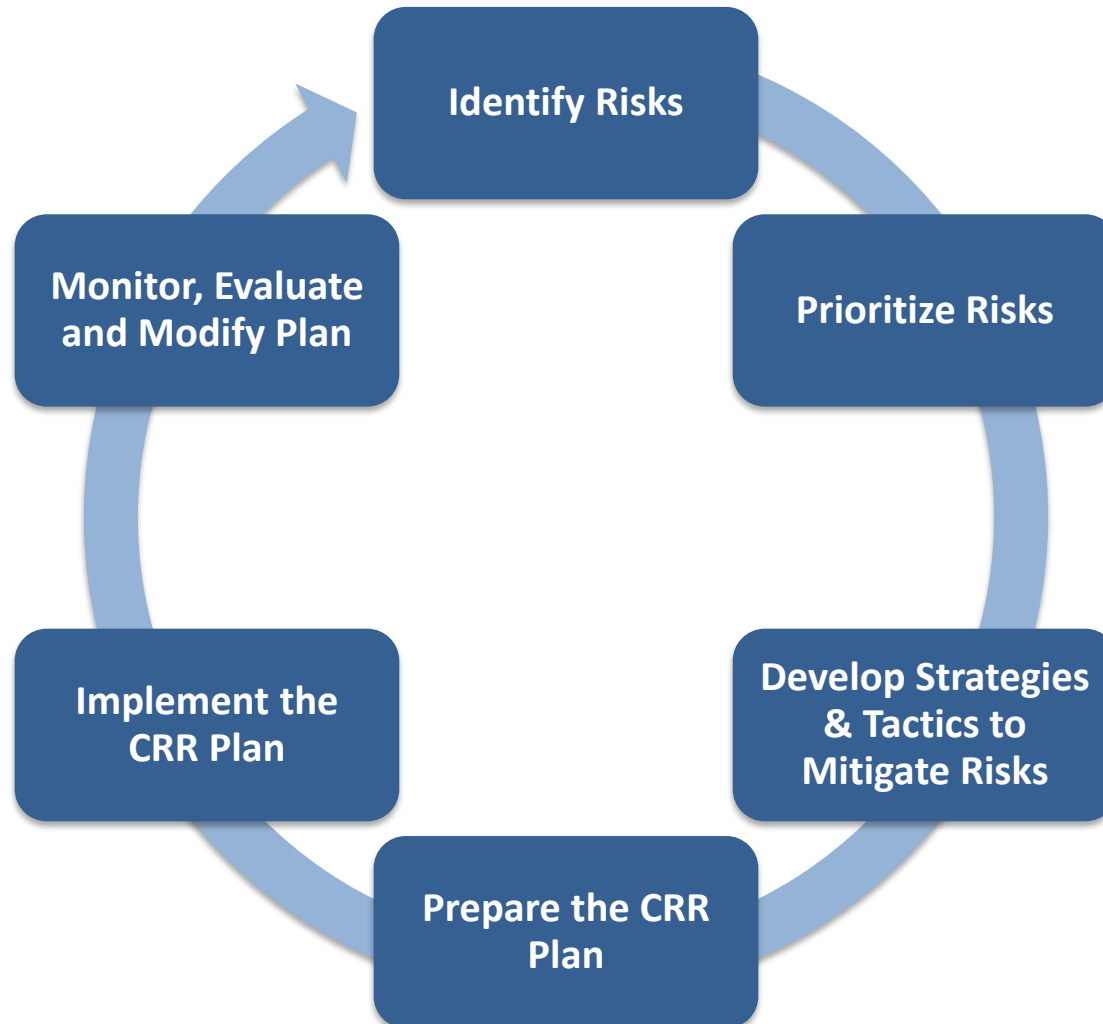 Identify Risks
Prioritize Risks
Develop Strategies
& Tactics to
Mitigate Risks
Prepare the CRR
Plan
Implement the
CRR Plan
Monitor, Evaluate
and Modify Plan